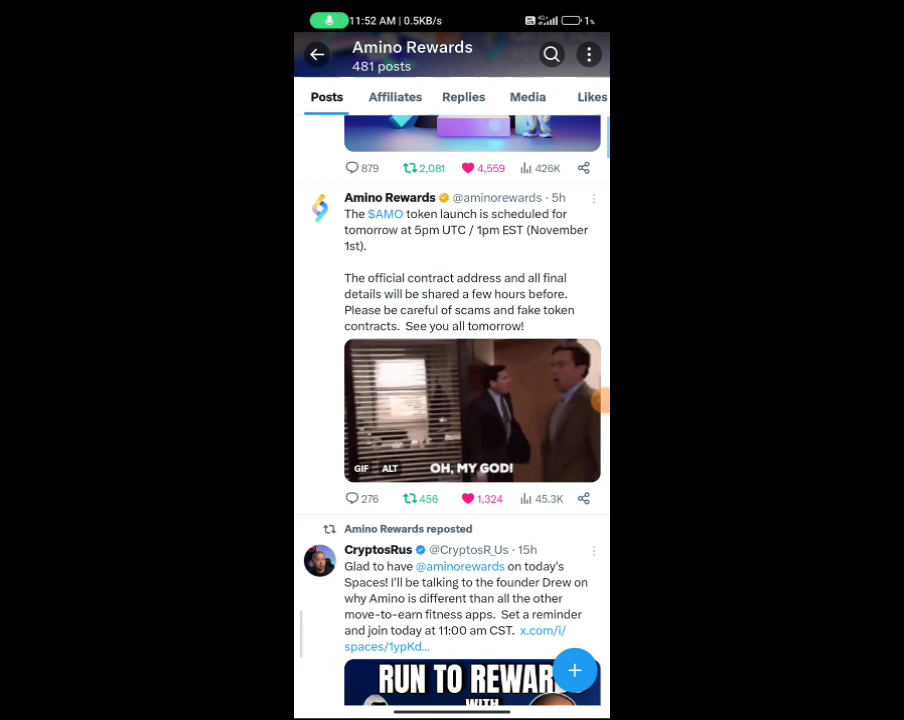 11:52 AM | 0.5KB/s
1%
Amino Rewards
481 posts
Posts Affiliates Replies Media Likes
879 2,081 4,559 426K
Amino Rewards @aminorewards · 5h
The $AMO token launch is scheduled for
tomorrow at 5pm UTC / 1pm EST (November
1st).
The official contract address and all final
details will be shared a few hours before.
Please be careful of scams and fake token
contracts. See you all tomorrow!
GIF ALT OH, MY GOD!
276 456 1,324 45.3K
Amino Rewards reposted
CryptosRus @CryptosR_Us · 15h
Glad to have @aminorewards on today's
Spaces! I'll be talking to the founder Drew on
why Amino is different than all the other
move-to-earn fitness apps. Set a reminder
and join today at 11:00 am CST. x.com/i/
spaces/1ypKd...
RUN TO REWAR
WITH